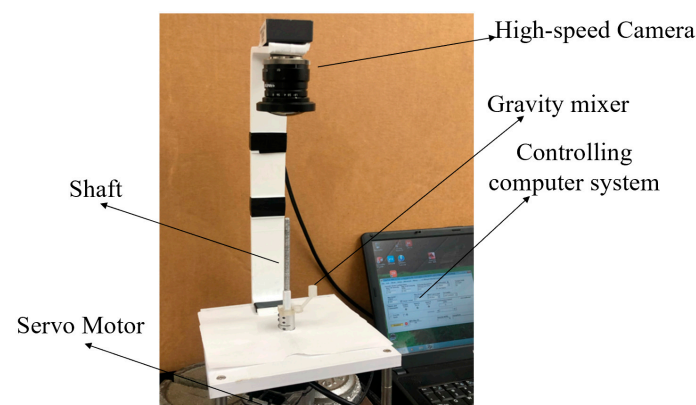 High-speed Camera
Gravity mixer
Controlling
computer system
Shaft
Servo Motor